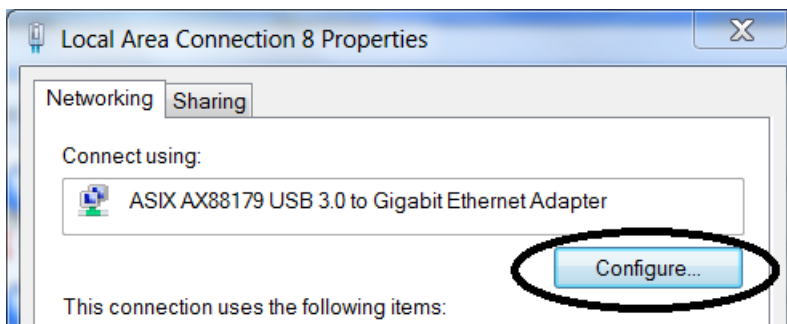 Local Area Connection 8 Properties
Networking Sharing
Connect using:
ASIX AX88179 USB 3.0 to Gigabit Ethernet Adapter
Configure...
This connection uses the following items: